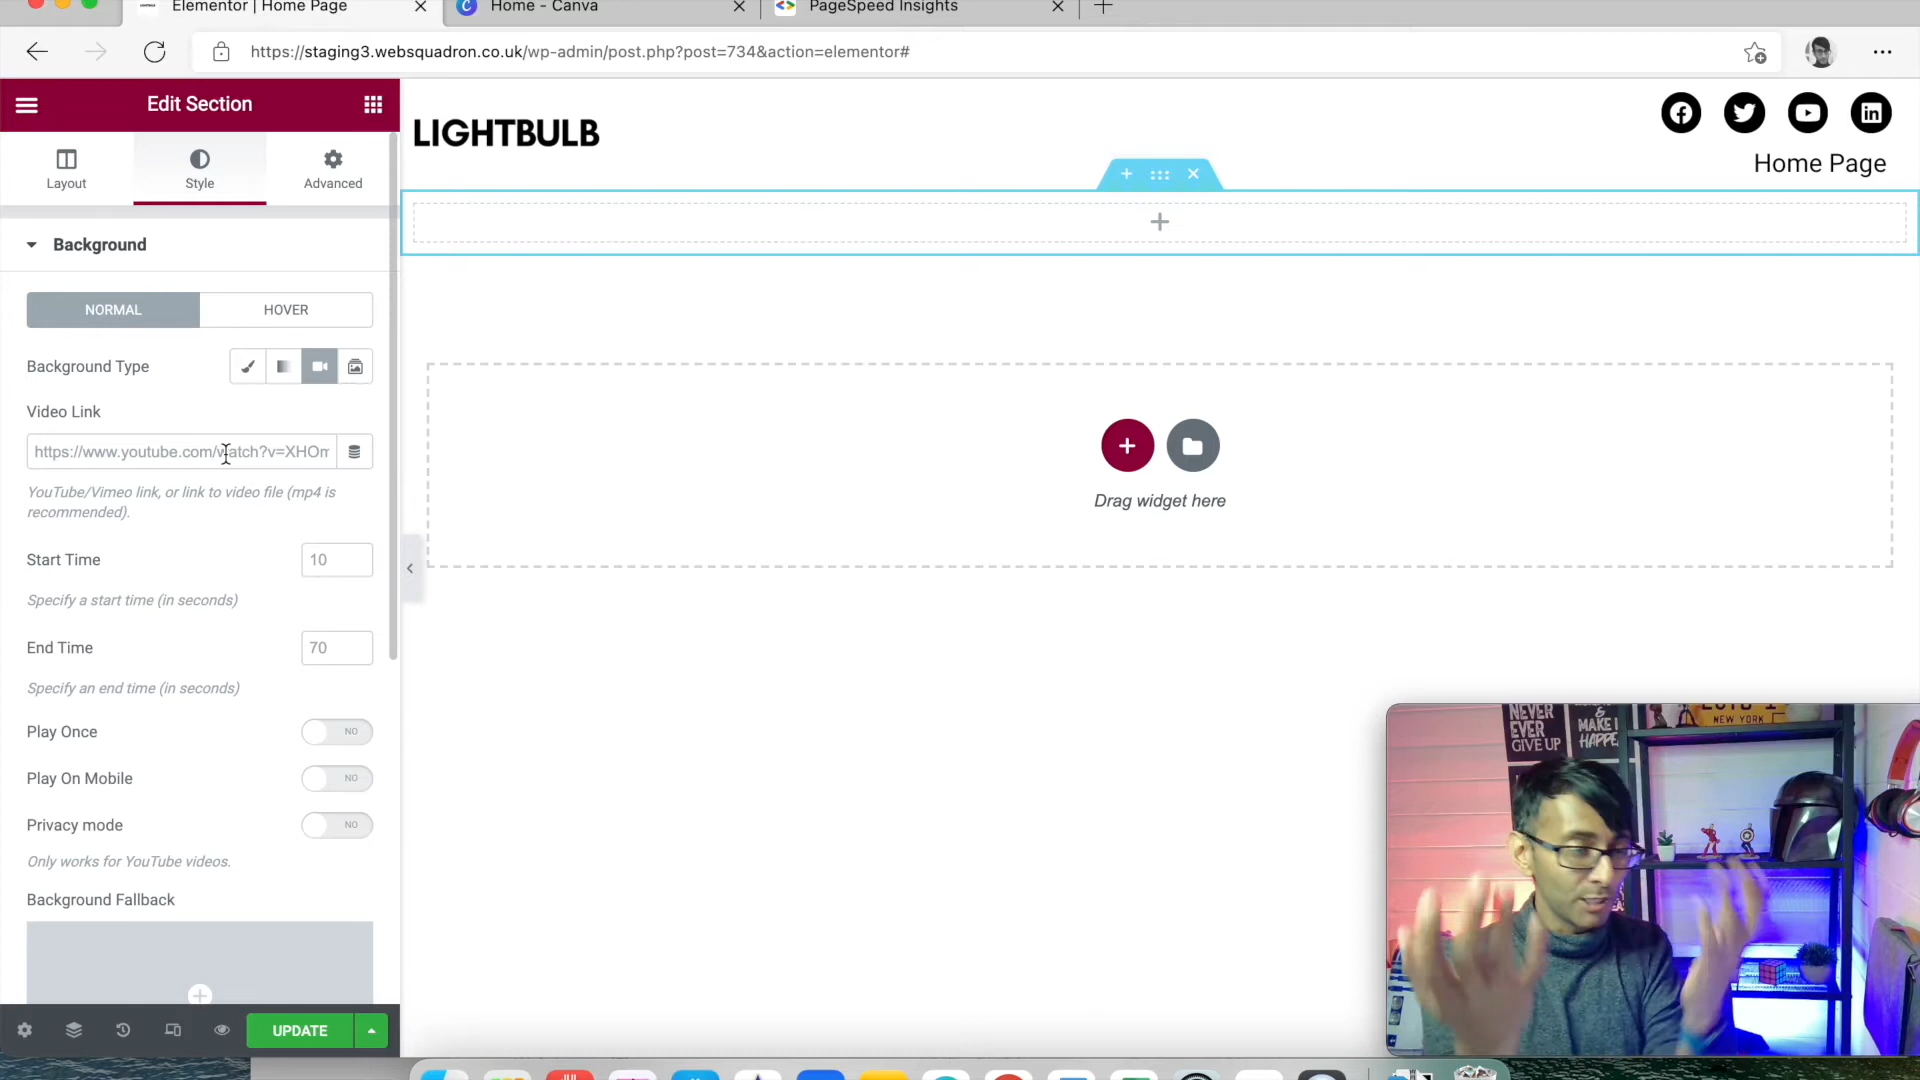 Elementor | Home Page
Home - Canva
PageSpeed Insights
https://staging3.websquadron.co.uk/wp-admin/post.php?post=734&action=elementor#
Edit Section
Layout
Style
Advanced
Background
NORMAL
HOVER
Background Type
Video Link
https://www.youtube.com/watch?v=XHOm
YouTube/Vimeo link, or link to video file (mp4 is
recommended).
Start Time
10
Specify a start time (in seconds)
End Time
70
Specify an end time (in seconds)
Play Once
NO
Play On Mobile
NO
Privacy mode
NO
Only works for YouTube videos.
Background Fallback
UPDATE
LIGHTBULB
Home Page
Drag widget here
NEVER
EVER
GIVE UP
&
MAKE I
HAPPE
NEW YORK